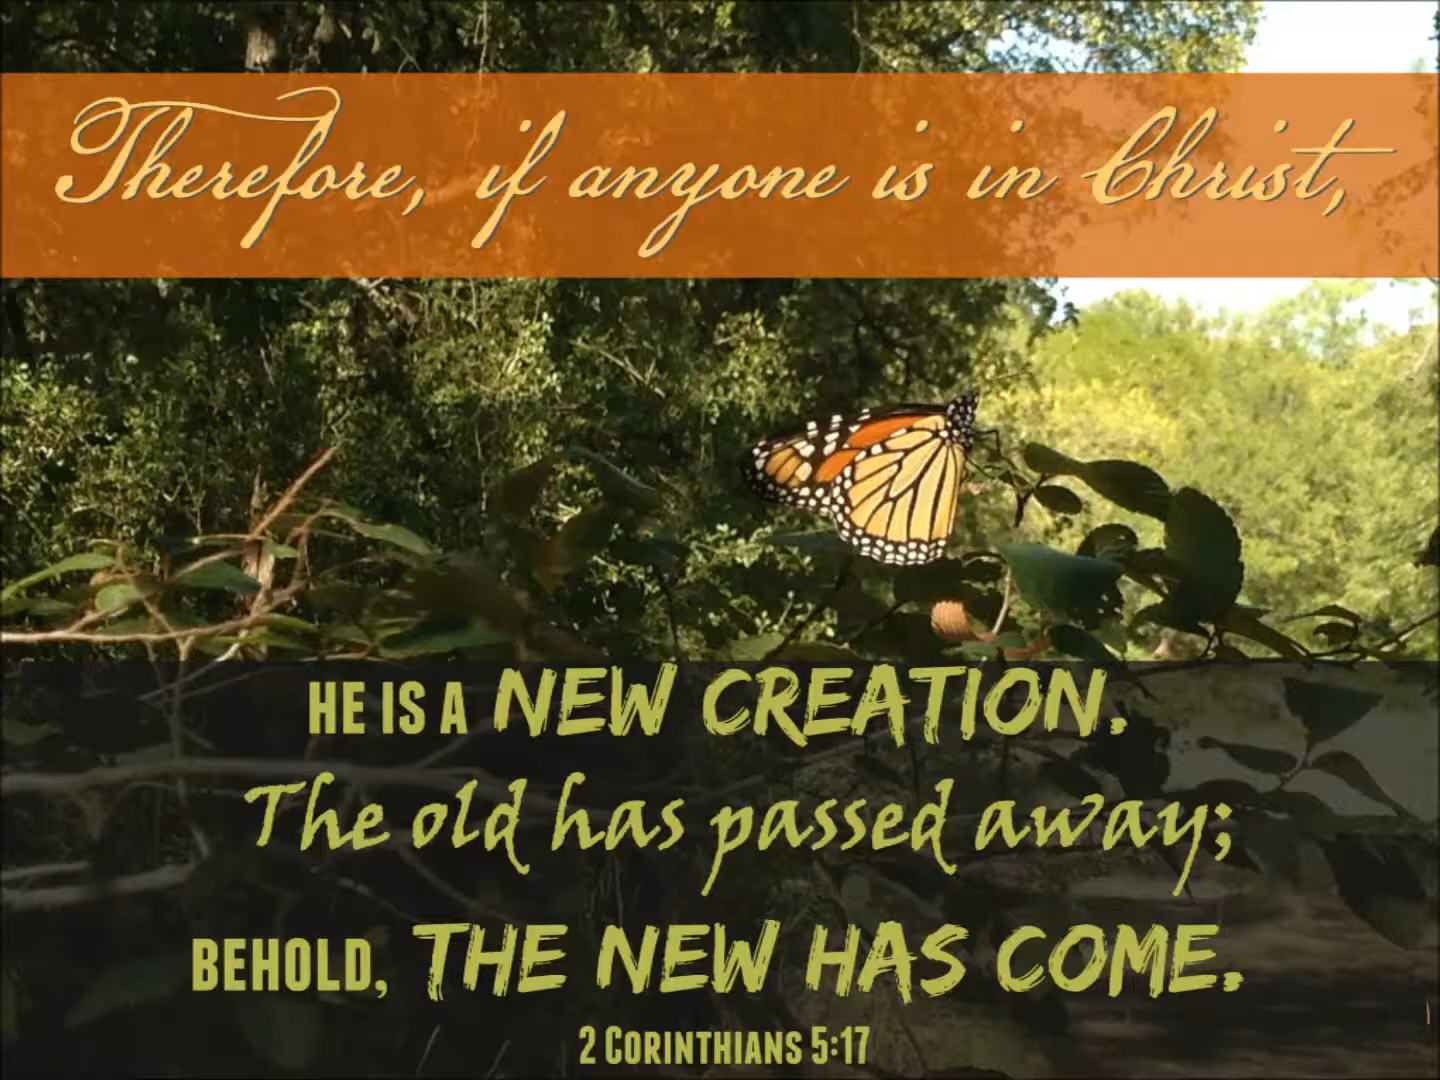 Therefore, if anyone is in Christ,
HE IS A NEW CREATION.
The old has passed away;
BEHOLD, THE NEW HAS COME.
2 CORINTHIANS 5:17